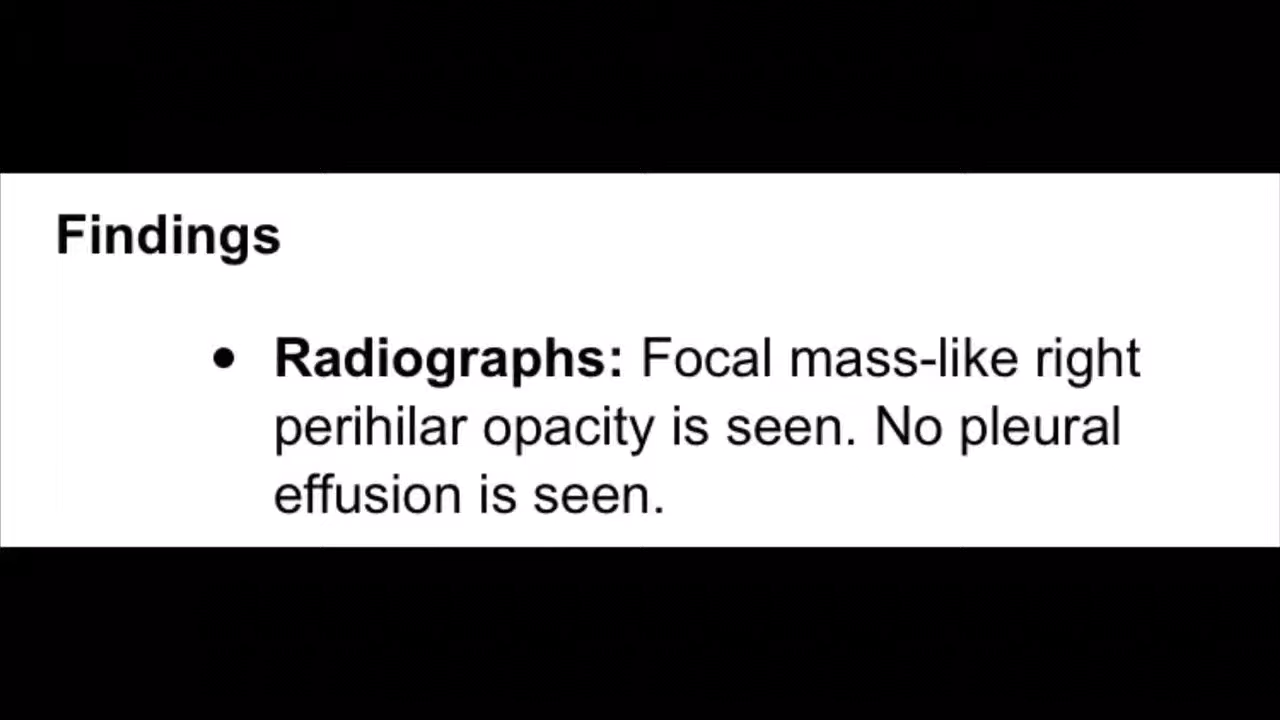 Findings
• Radiographs: Focal mass-like right
perihilar opacity is seen. No pleural
effusion is seen.